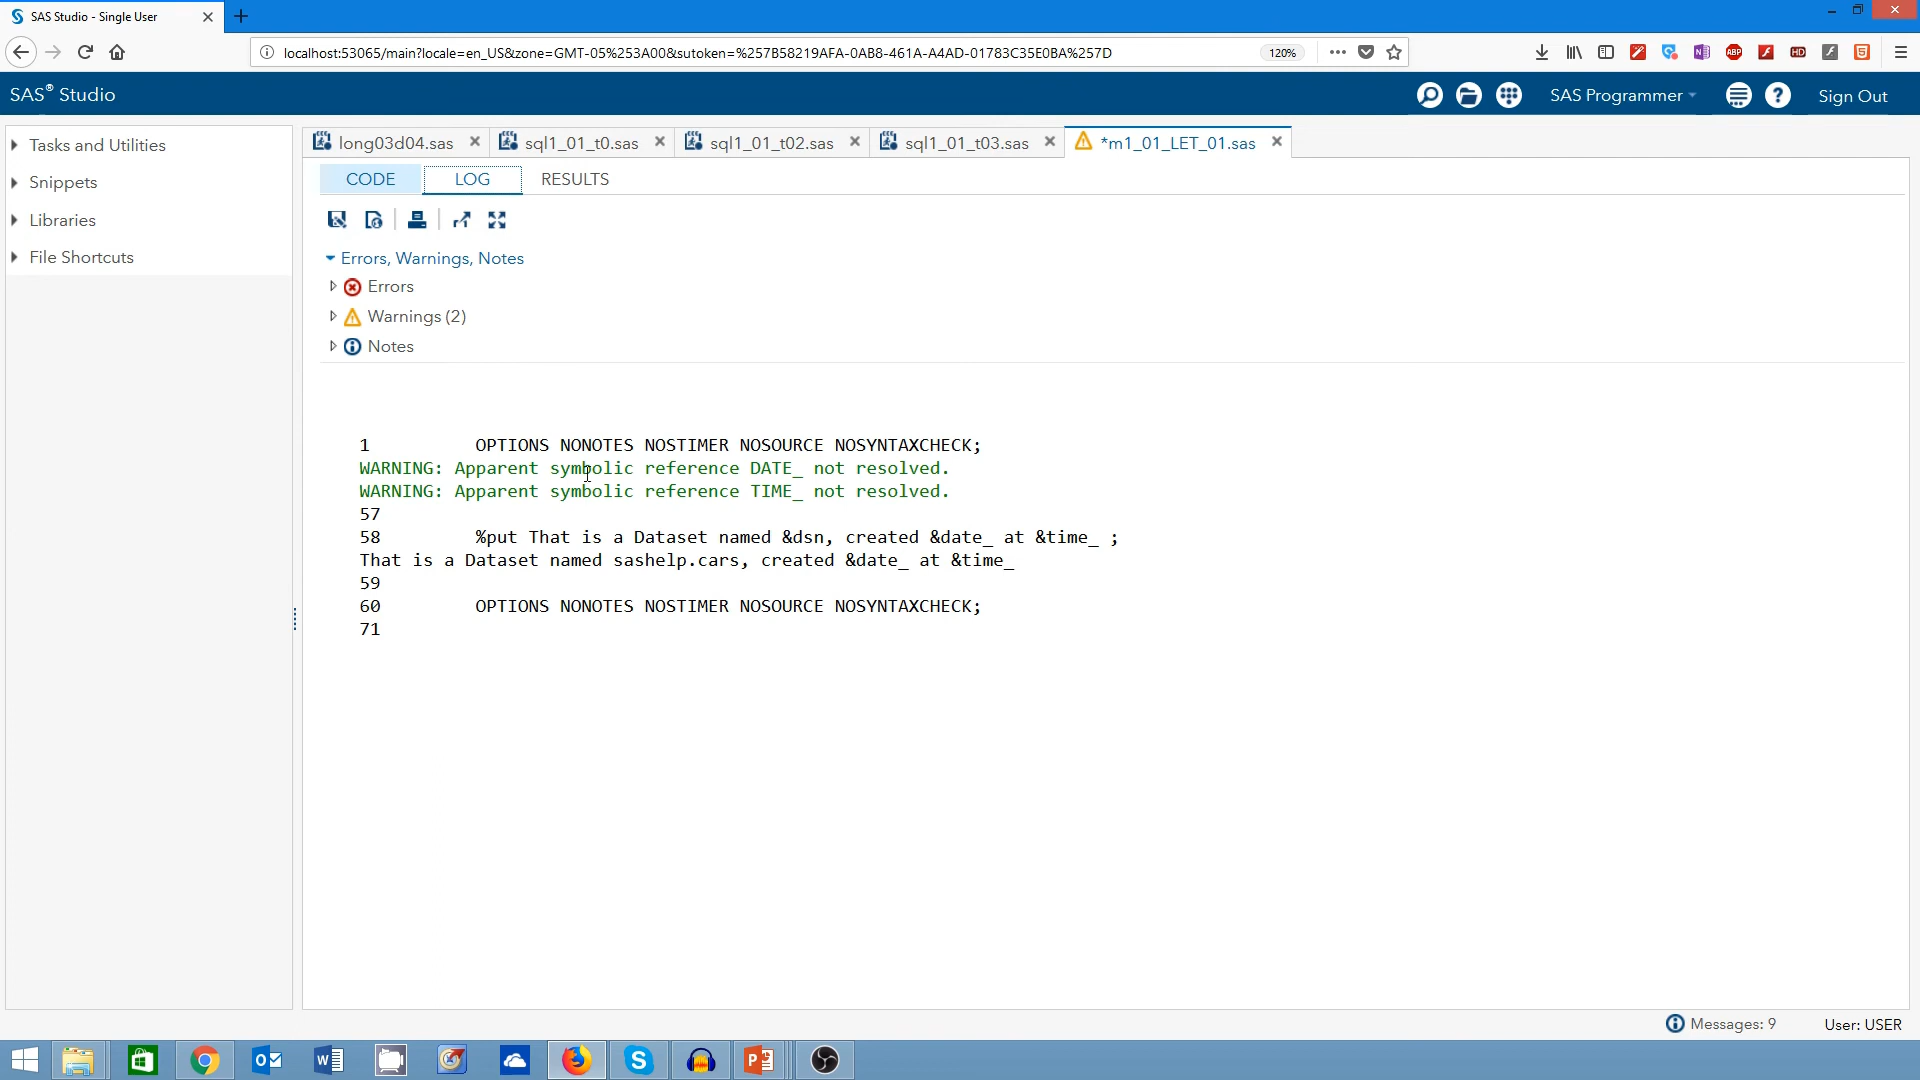 SAS Studio - Single User
localhost:53065/main?locale=en_US&zone=GMT-05%253A00&sutoken=%257B58219AFA-0AB8-461A-A4AD-01783C35E0BA%257D
120%
ABP
HD
SAS® Studio
SAS Programmer
Sign Out
Tasks and Utilities
Snippets
Libraries
File Shortcuts
long03d04.sas
sql1_01_t0.sas
sql1_01_t02.sas
sql1_01_t03.sas
*m1_01_LET_01.sas
CODE
LOG
RESULTS
Errors, Warnings, Notes
Errors
Warnings (2)
Notes
1 OPTIONS NONOTES NOSTIMER NOSOURCE NOSYNTAXCHECK;
WARNING: Apparent symbolic reference DATE_ not resolved.
WARNING: Apparent symbolic reference TIME_ not resolved.
57
58 %put That is a Dataset named &dsn, created &date_ at &time_ ;
That is a Dataset named sashelp.cars, created &date_ at &time_
59
60 OPTIONS NONOTES NOSTIMER NOSOURCE NOSYNTAXCHECK;
71
Messages: 9
User: USER